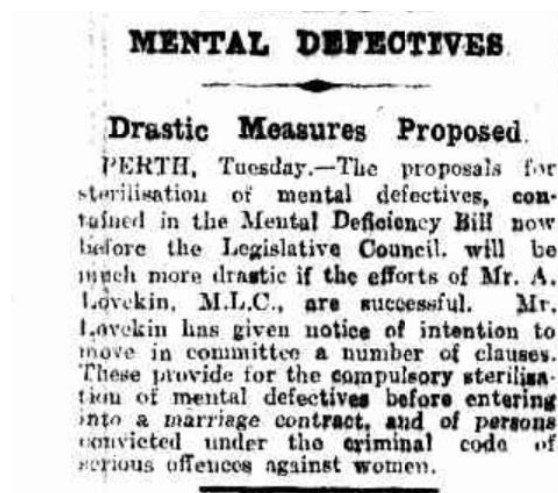 MENTAL DEFECTIVES.
Drastic Measures Proposed.
PERTH, Tuesday.—The proposals for
sterilisation of mental defectives, con-
tained in the Mental Deficiency Bill now
before the Legislative Council. will be
much more drastic if the efforts of Mr. A.
Lovekin, M.L.C., are successful. Mr.
Lovekin has given notice of intention to
move in committee a number of clauses.
These provide for the compulsory sterilisa-
tion of mental defectives before entering
into a marriage contract, and of persons
convicted under the criminal code of
serious offences against women.